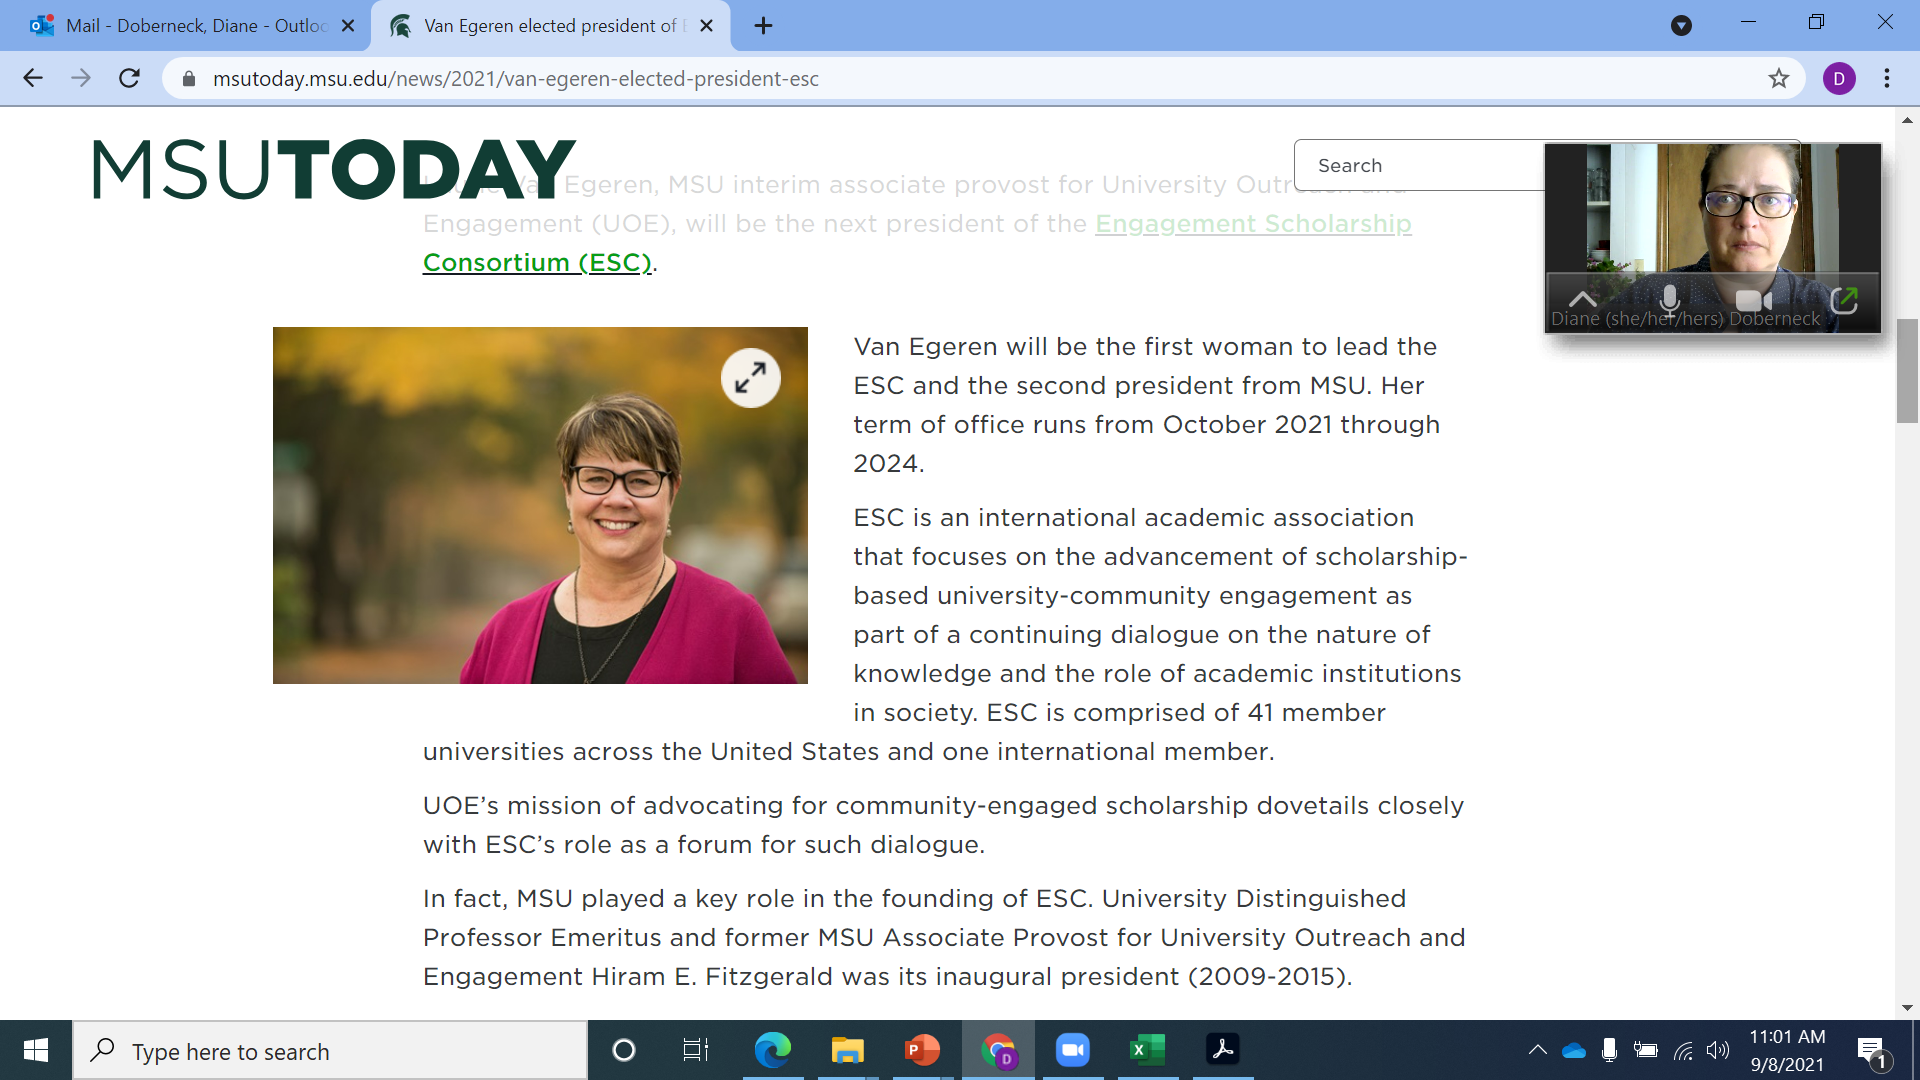 Mail - Doberneck, Diane - Outloo
Van Egeren elected president of
msutoday.msu.edu/news/2021/van-egeren-elected-president-esc
D
MSUTODAY
Search
Van Egeren, MSU interim associate provost for University Outreach and
Engagement (UOE), will be the next president of the Engagement Scholarship
Consortium (ESC).
Diane (she/her/hers) Doberneck
Van Egeren will be the first woman to lead the
ESC and the second president from MSU. Her
term of office runs from October 2021 through
2024.
ESC is an international academic association
that focuses on the advancement of scholarship-
based university-community engagement as
part of a continuing dialogue on the nature of
knowledge and the role of academic institutions
in society. ESC is comprised of 41 member
universities across the United States and one international member.
UOE’s mission of advocating for community-engaged scholarship dovetails closely
with ESC’s role as a forum for such dialogue.
In fact, MSU played a key role in the founding of ESC. University Distinguished
Professor Emeritus and former MSU Associate Provost for University Outreach and
Engagement Hiram E. Fitzgerald was its inaugural president (2009-2015).
Type here to search
P
D
X
11:01 AM
9/8/2021
1